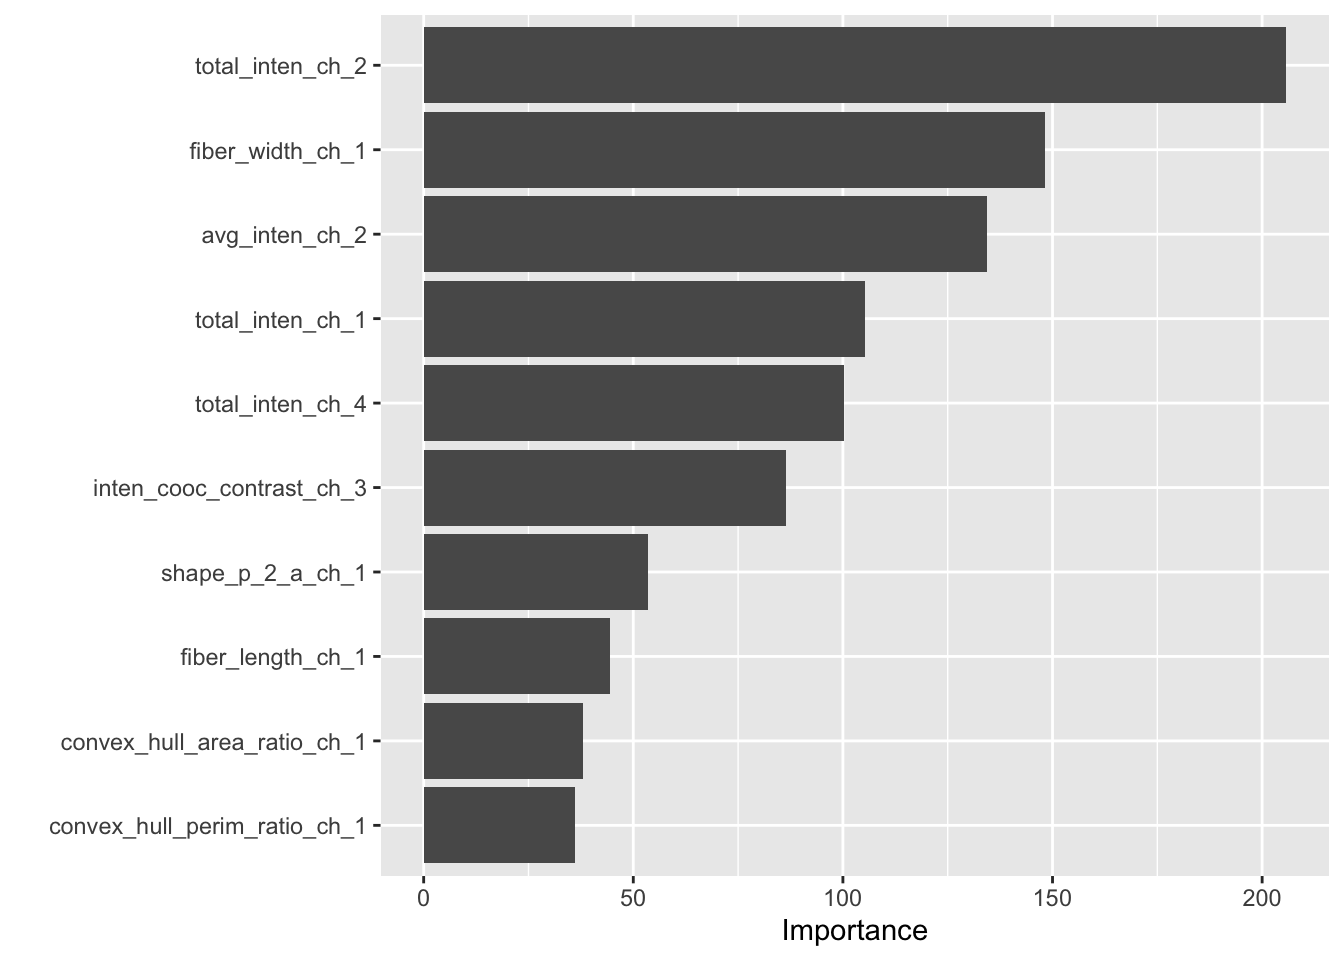 total_inten_ch_2
fiber_width_ch_1
avg_inten_ch_2
total_inten_ch_1
total_inten_ch_4
inten_cooc_contrast_ch_3
shape_p_2_a_ch_1
fiber_length_ch_1
convex_hull_area_ratio_ch_1
convex_hull_perim_ratio_ch_1
0 50 100 150 200
Importance